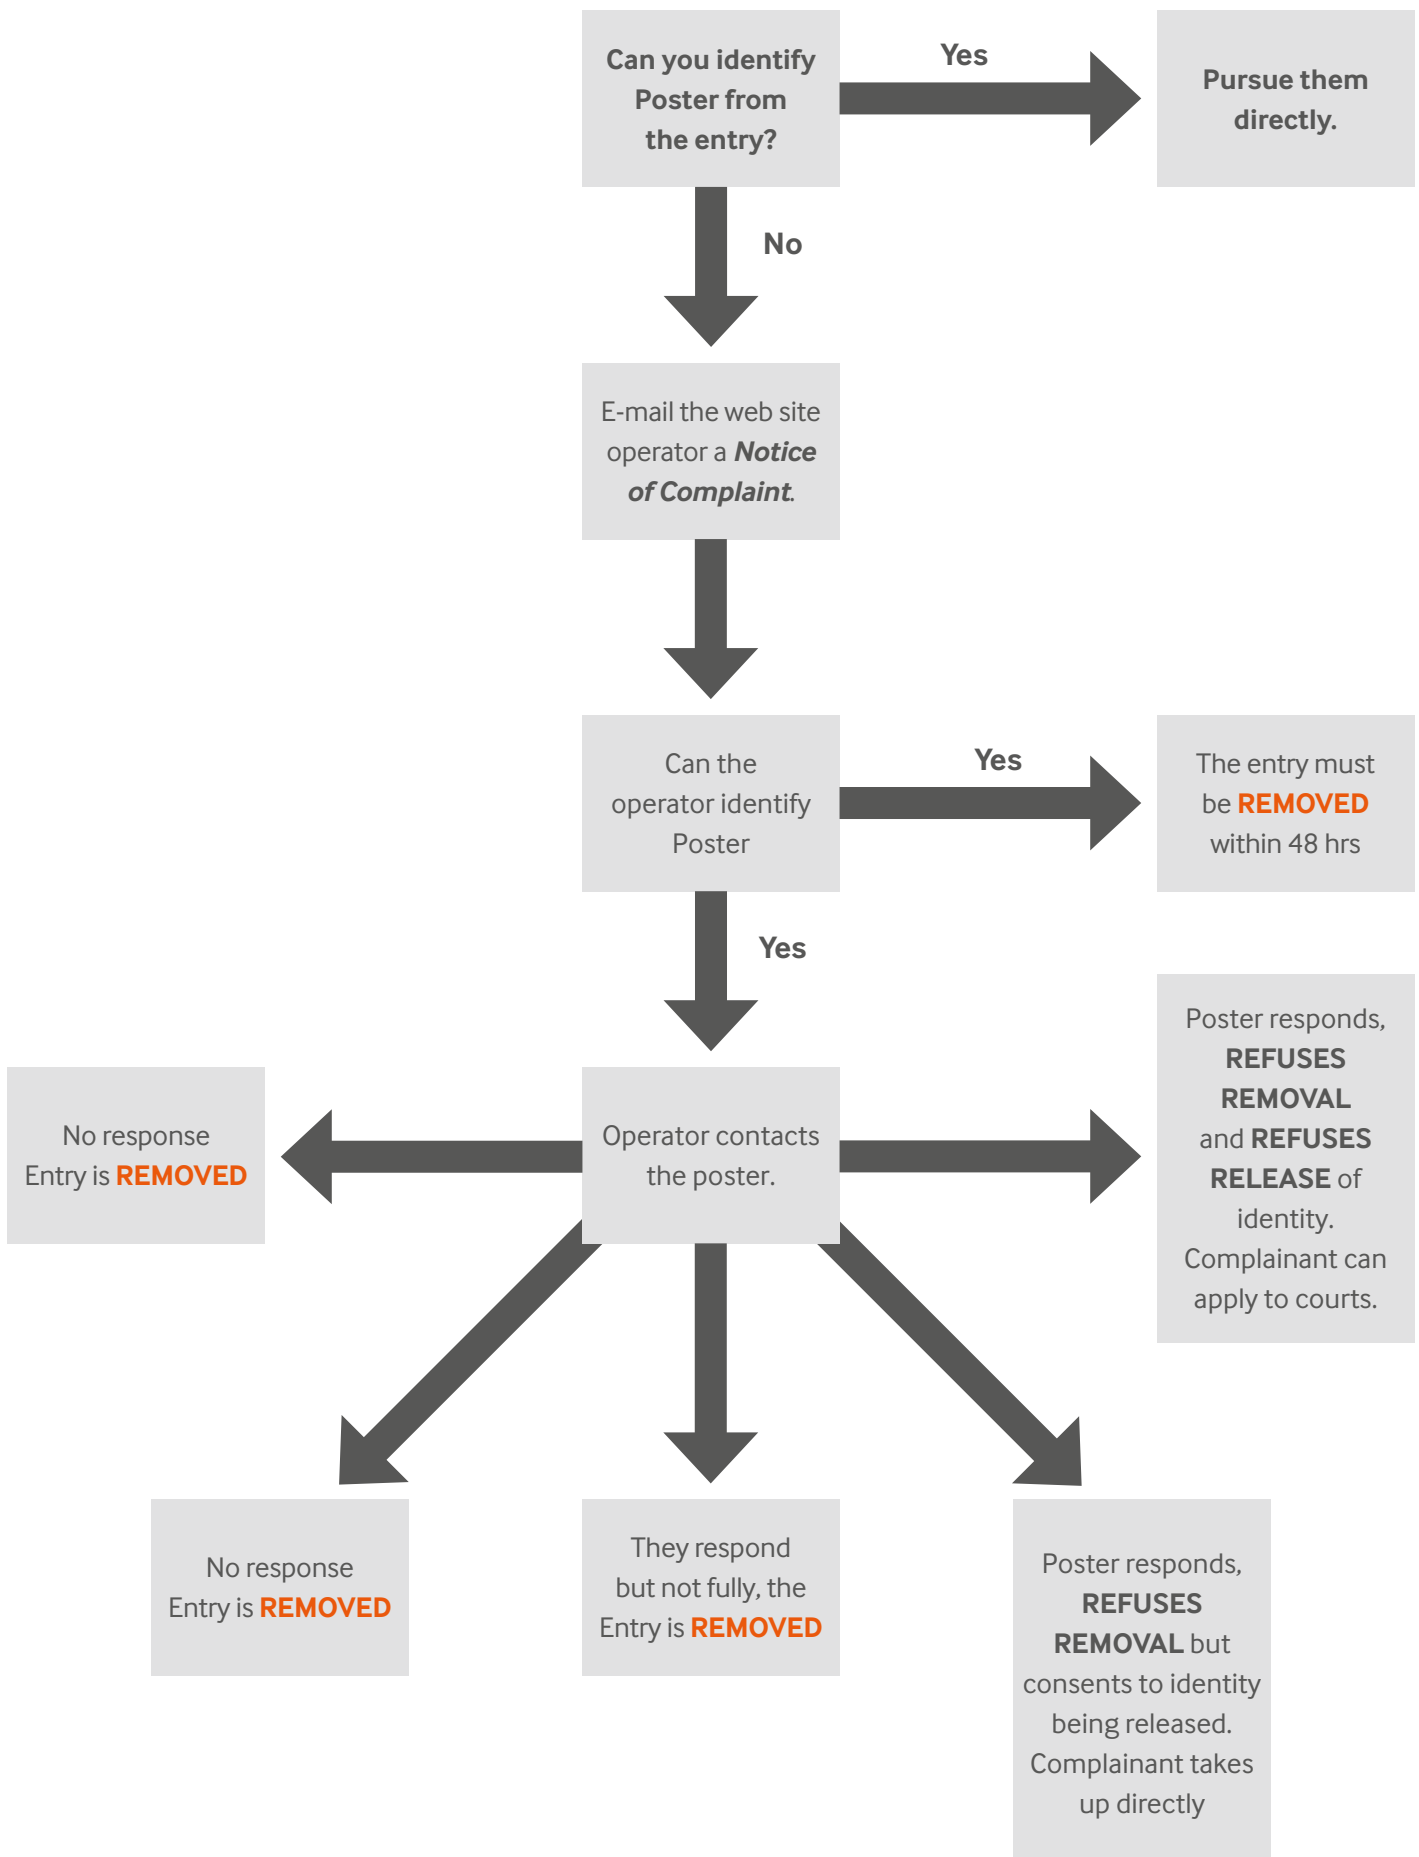 Can you identify
Poster from
the entry?
Yes
Pursue them
directly.
No
E-mail the web site
operator a Notice
of Complaint.
Can the
operator identify
Poster
Yes
The entry must
be REMOVED
within 48 hrs
Yes
No response
Entry is REMOVED
Operator contacts
the poster.
Poster responds,
REFUSES
REMOVAL
and REFUSES
RELEASE of
identity.
Complainant can
apply to courts.
No response
Entry is REMOVED
They respond
but not fully, the
Entry is REMOVED
Poster responds,
REFUSES
REMOVAL but
consents to identity
being released.
Complainant takes
up directly